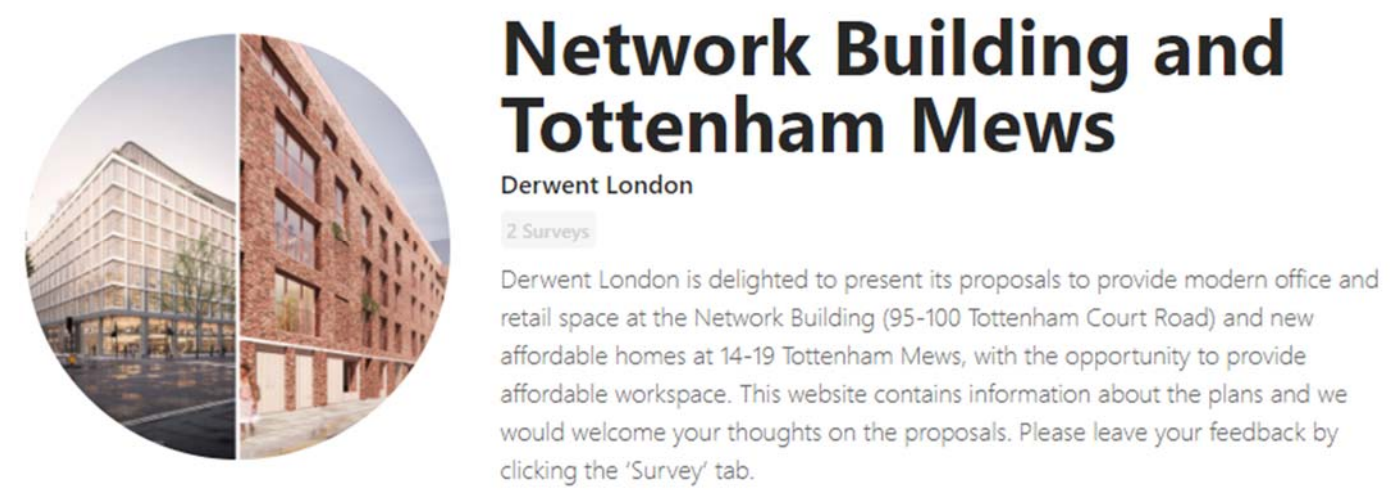 Network Building and
Tottenham Mews
Derwent London
2 Surveys
Derwent London is delighted to present its proposals to provide modern office and
retail space at the Network Building (95-100 Tottenham Court Road) and new
affordable homes at 14-19 Tottenham Mews, with the opportunity to provide
affordable workspace. This website contains information about the plans and we
would welcome your thoughts on the proposals. Please leave your feedback by
clicking the ‘Survey’ tab.